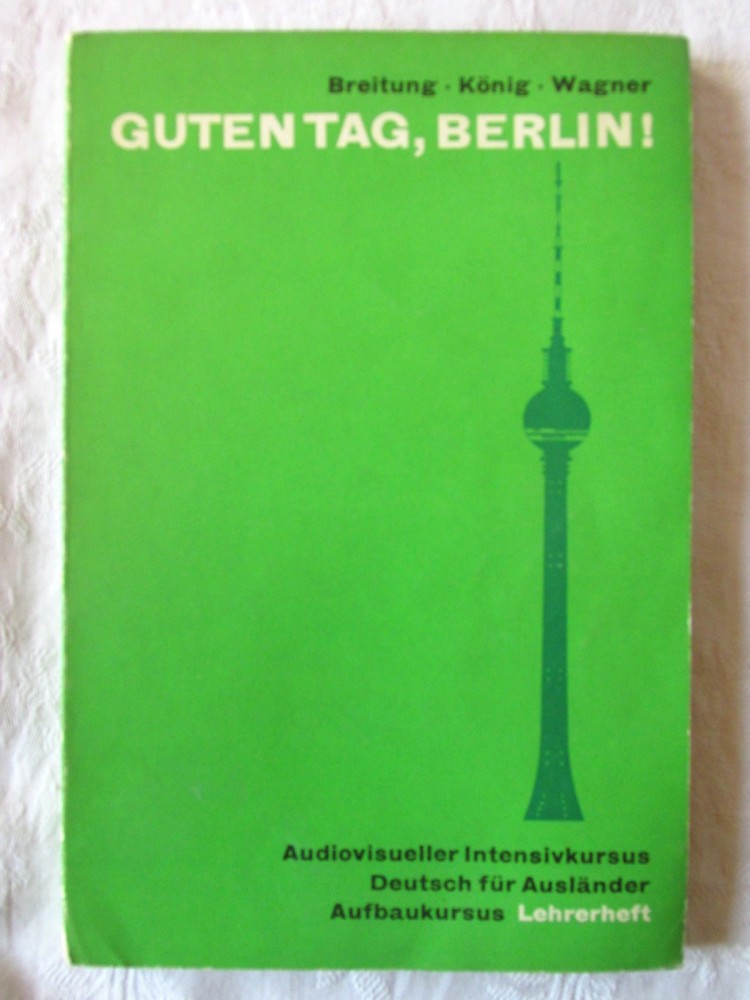 Breitung · König · Wagner
GUTEN TAG, BERLIN!
Audiovisueller Intensivkursus
Deutsch für Ausländer
Aufbaukursus Lehrerheft